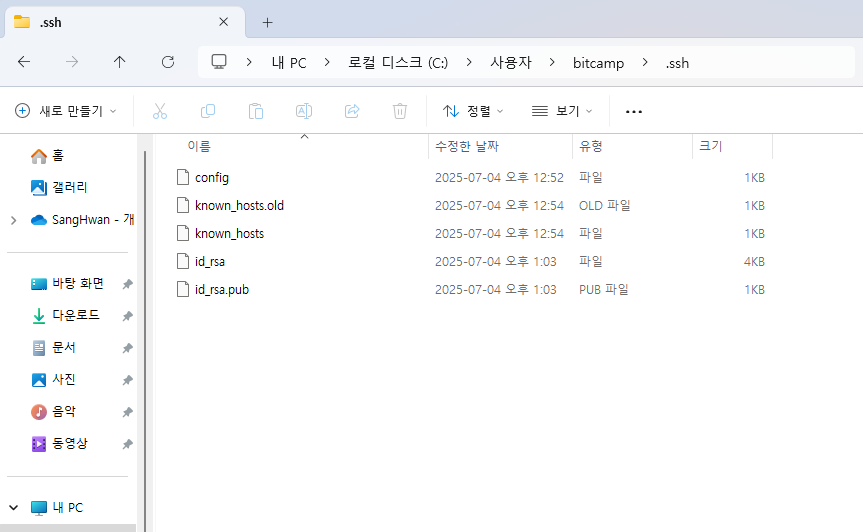 .ssh
내 PC
로컬 디스크 (C:)
사용자
bitcamp
.ssh
새로 만들기
정렬
보기
이름
수정한 날짜
유형
크기
홈
갤러리
SangHwan - 개
바탕 화면
다운로드
문서
사진
음악
동영상
내 PC
config 2025-07-04 오후 12:52 파일 1KB
known_hosts.old 2025-07-04 오후 12:54 OLD 파일 1KB
known_hosts 2025-07-04 오후 12:54 파일 1KB
id_rsa 2025-07-04 오후 1:03 파일 4KB
id_rsa.pub 2025-07-04 오후 1:03 PUB 파일 1KB